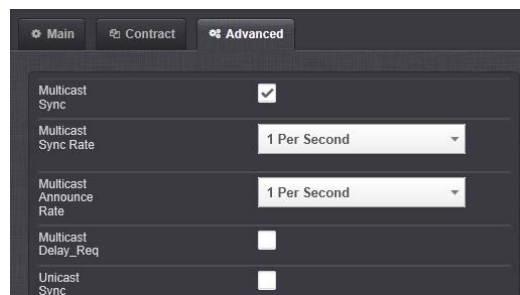 Main Contract Advanced
Multicast
Sync
Multicast
Sync Rate
1 Per Second
Multicast
Announce
Rate
1 Per Second
Multicast
Delay_Req
Unicast
Sync